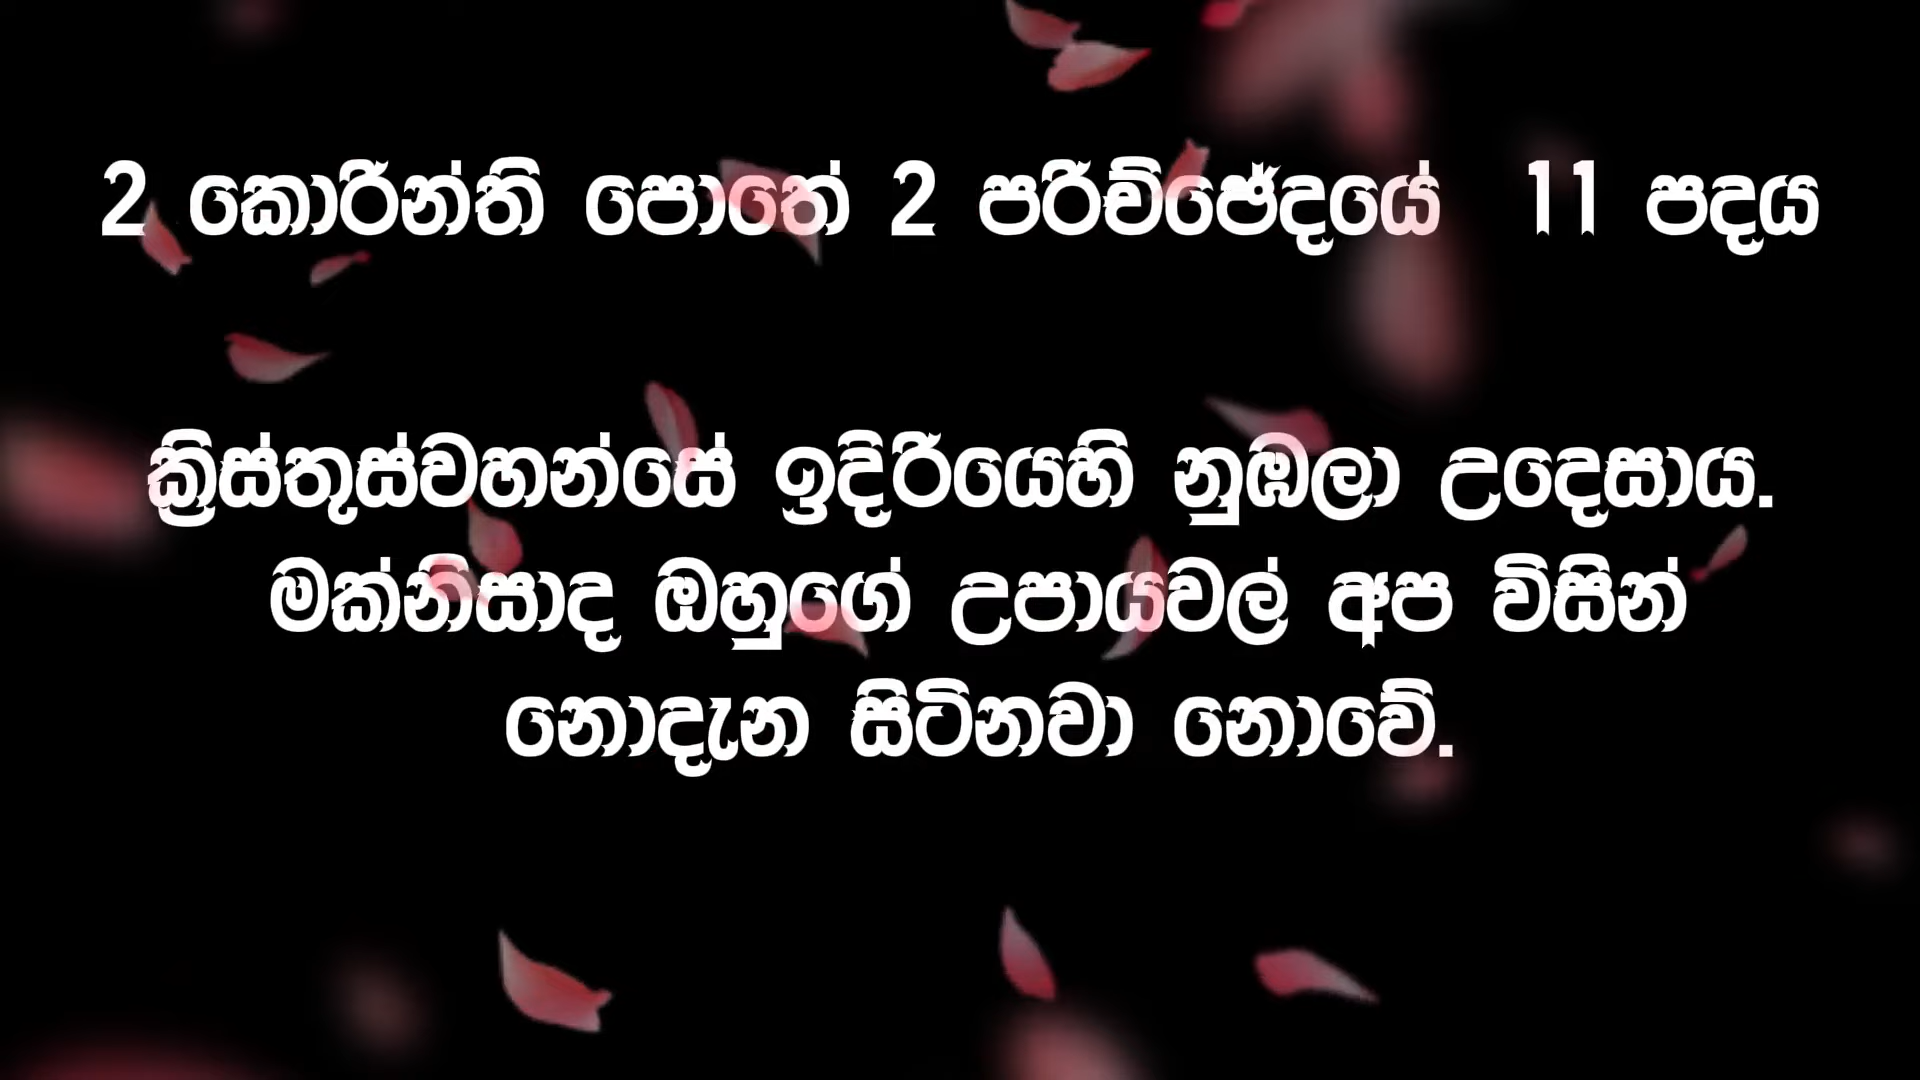 2 කොරින්ති පොතේ 2 පරිච්ඡේදයේ 11 පදය
ක්‍රිස්තුස්වහන්සේ ඉදිරියෙහි නුඹලා උදෙසාය.
මක්නිසාද ඔහුගේ උපායවල් අප විසින්
නොදැන සිටිනවා නොවේ.